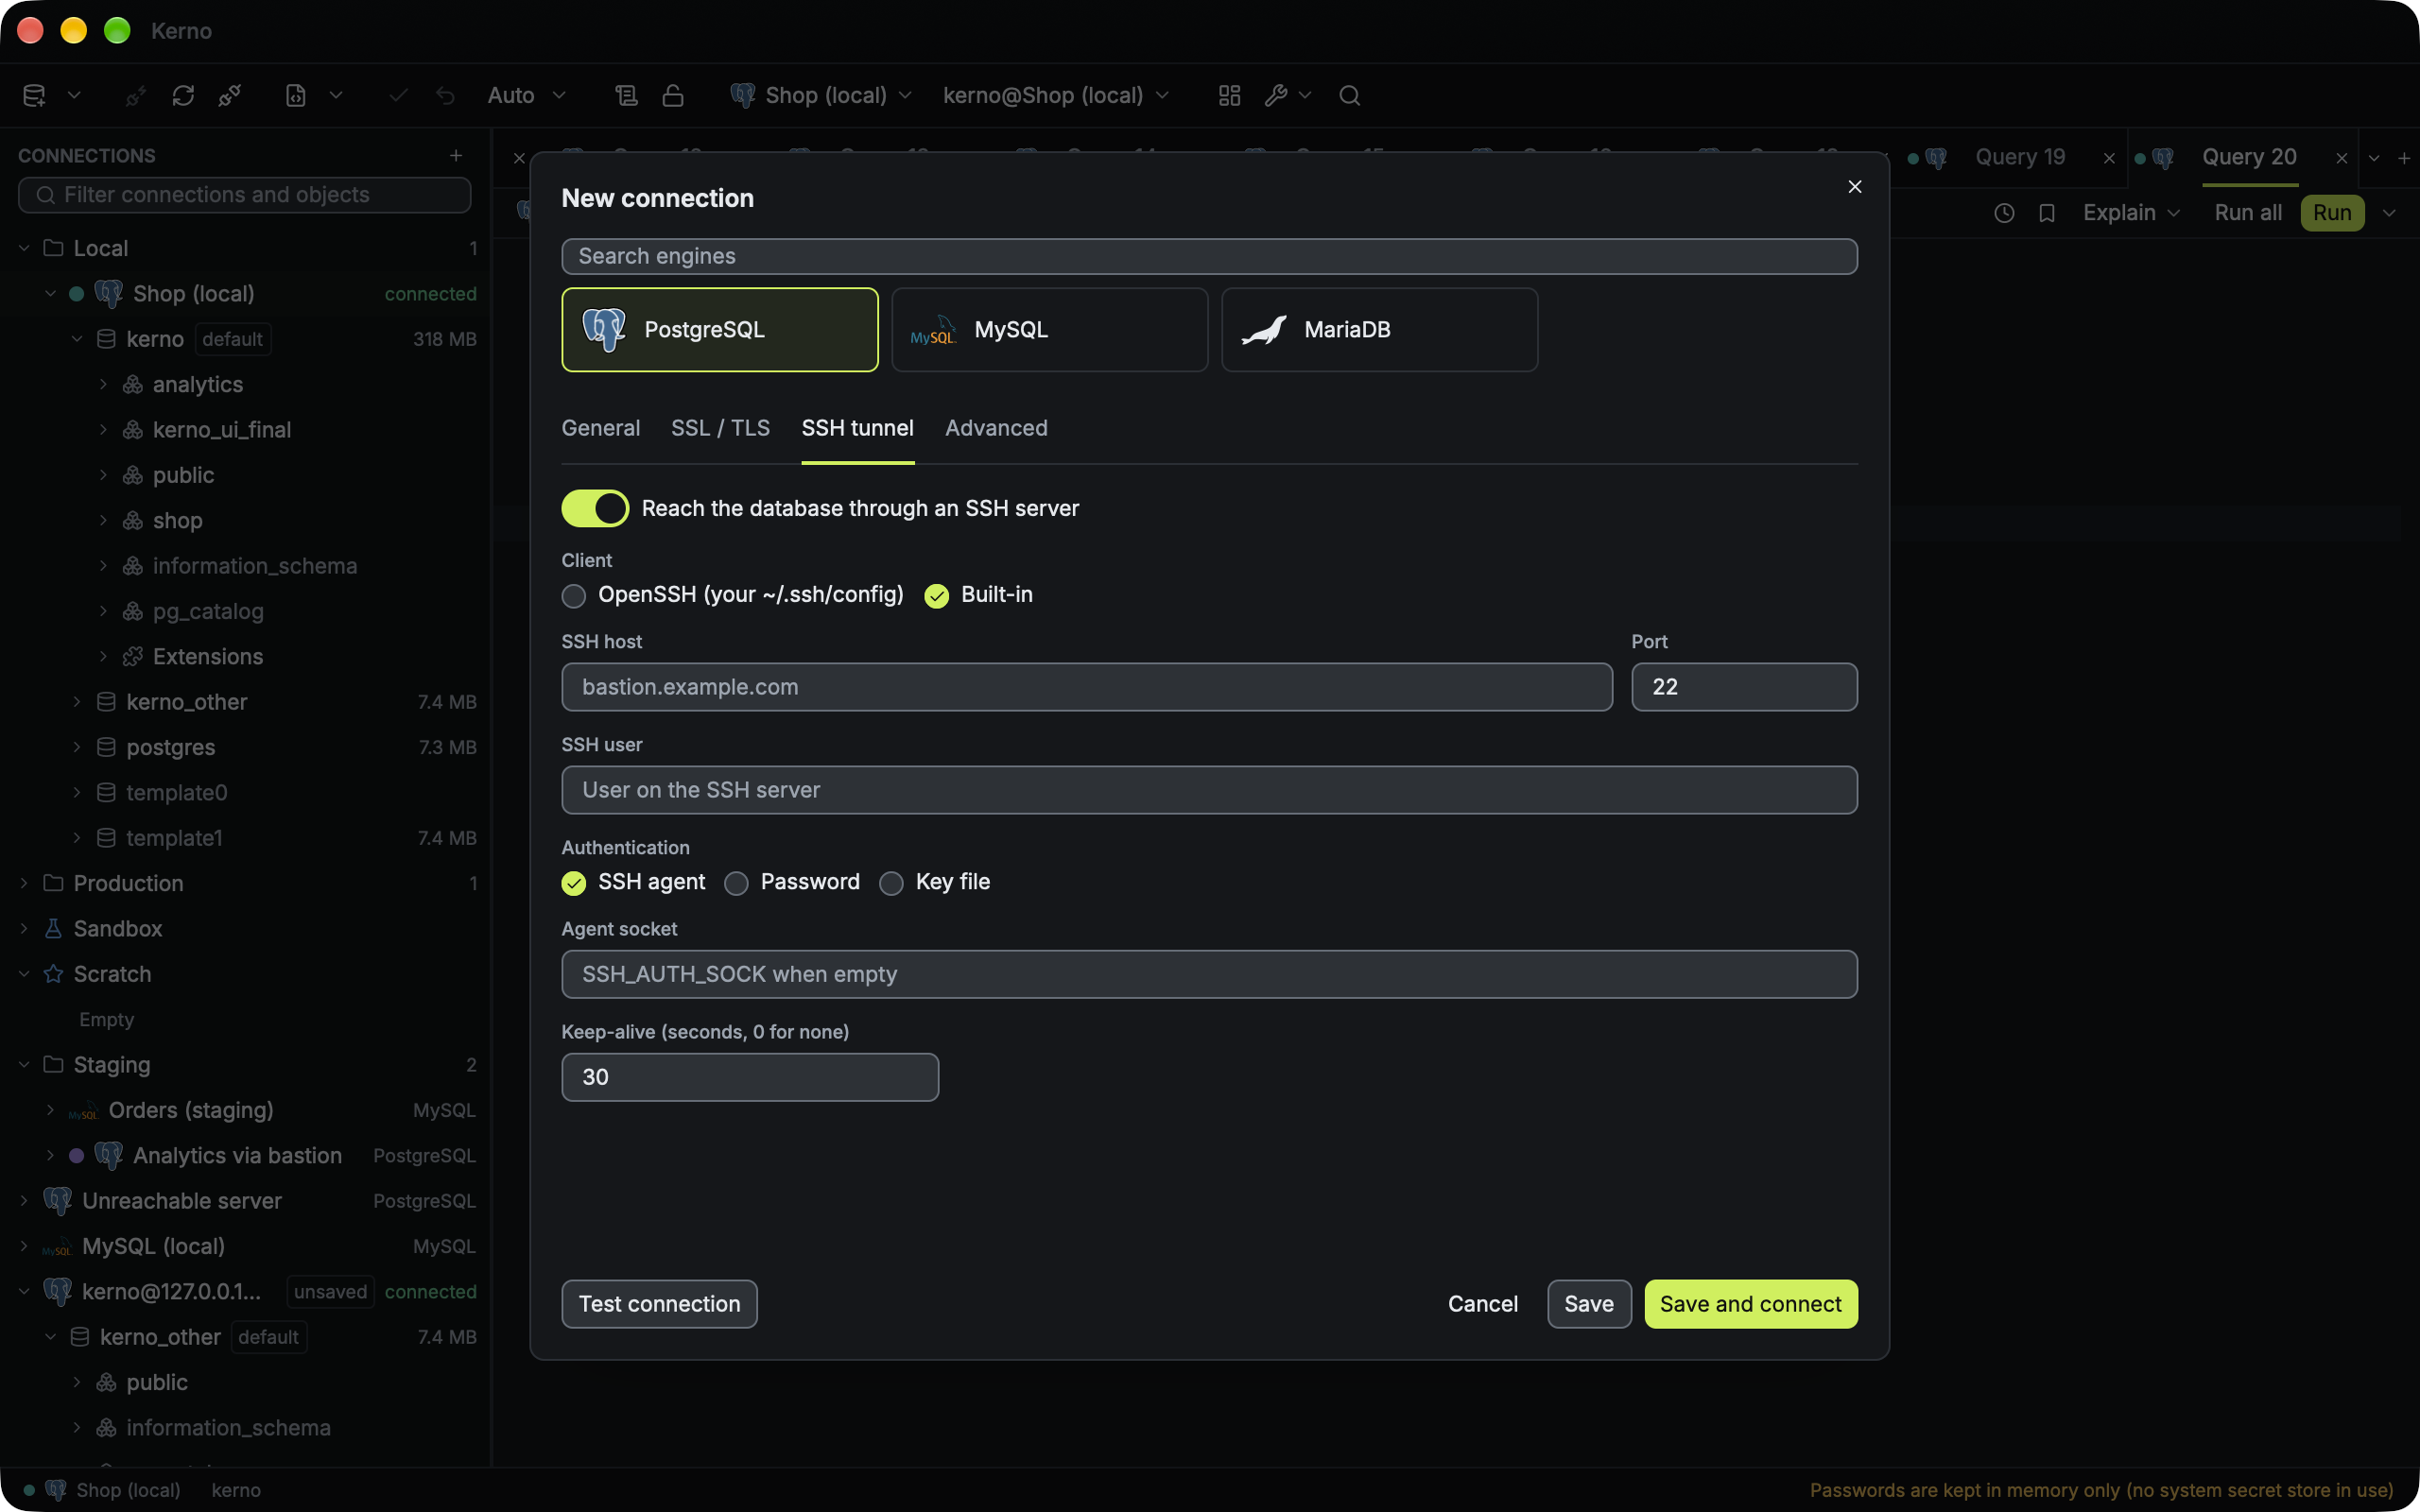 Kerno
Auto
Shop (local)
kerno@Shop (local)
CONNECTIONS
Filter connections and objects
Local 1
Shop (local) connected
kerno default 318 MB
analytics
kerno_ui_final
public
shop
information_schema
pg_catalog
Extensions
kerno_other 7.4 MB
postgres 7.3 MB
template0
template1 7.4 MB
Production 1
Sandbox
Scratch
Empty
Staging 2
MySQL Orders (staging) MySQL
Analytics via bastion PostgreSQL
Unreachable server PostgreSQL
MySQL MySQL (local) MySQL
kerno@127.0.0.1... unsaved connected
kerno_other default 7.4 MB
public
information_schema
Query 19
Query 20
Explain Run all Run
New connection
Search engines
PostgreSQL
MySQL MySQL
MariaDB
General SSL / TLS SSH tunnel Advanced
Reach the database through an SSH server
Client
OpenSSH (your ~/.ssh/config) Built-in
SSH host Port
bastion.example.com 22
SSH user
User on the SSH server
Authentication
SSH agent Password Key file
Agent socket
SSH_AUTH_SOCK when empty
Keep-alive (seconds, 0 for none)
30
Test connection Cancel Save Save and connect
Shop (local) kerno Passwords are kept in memory only (no system secret store in use)